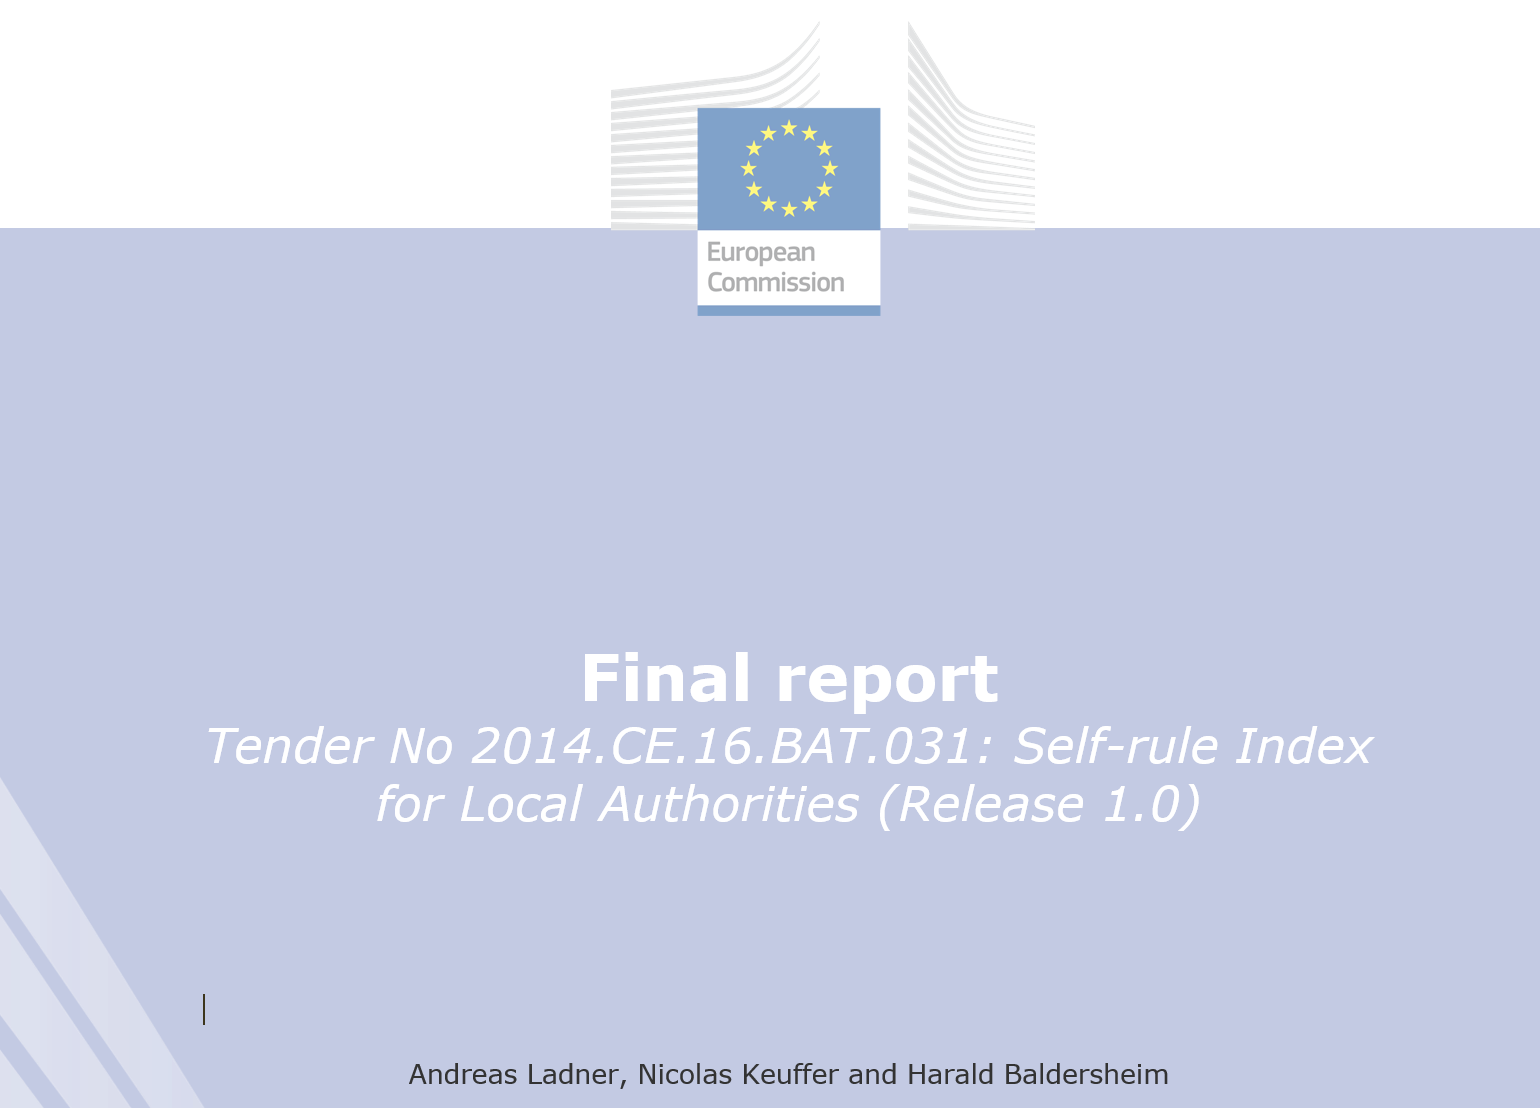 European
Commission
Final report
Tender No 2014.CE.16.BAT.031: Self-rule Index
for Local Authorities (Release 1.0)
Andreas Ladner, Nicolas Keuffer and Harald Baldersheim